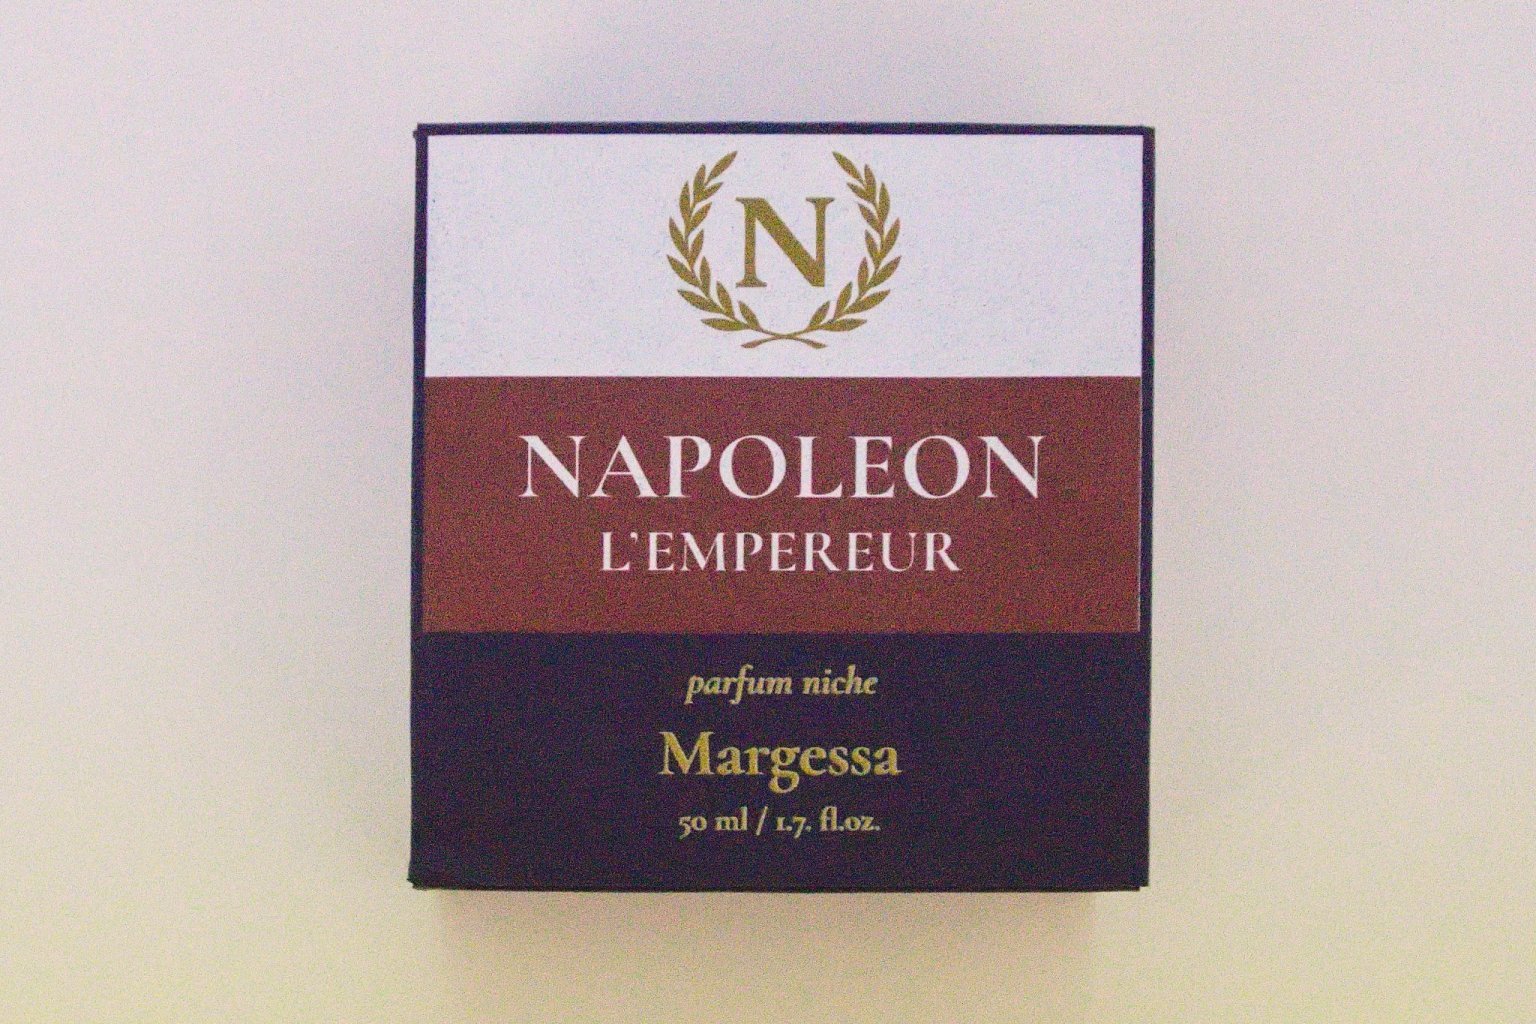 N
NAPOLEON
L'EMPEREUR
parfum niche
Margessa
50 ml / 1.7. fl.oz.